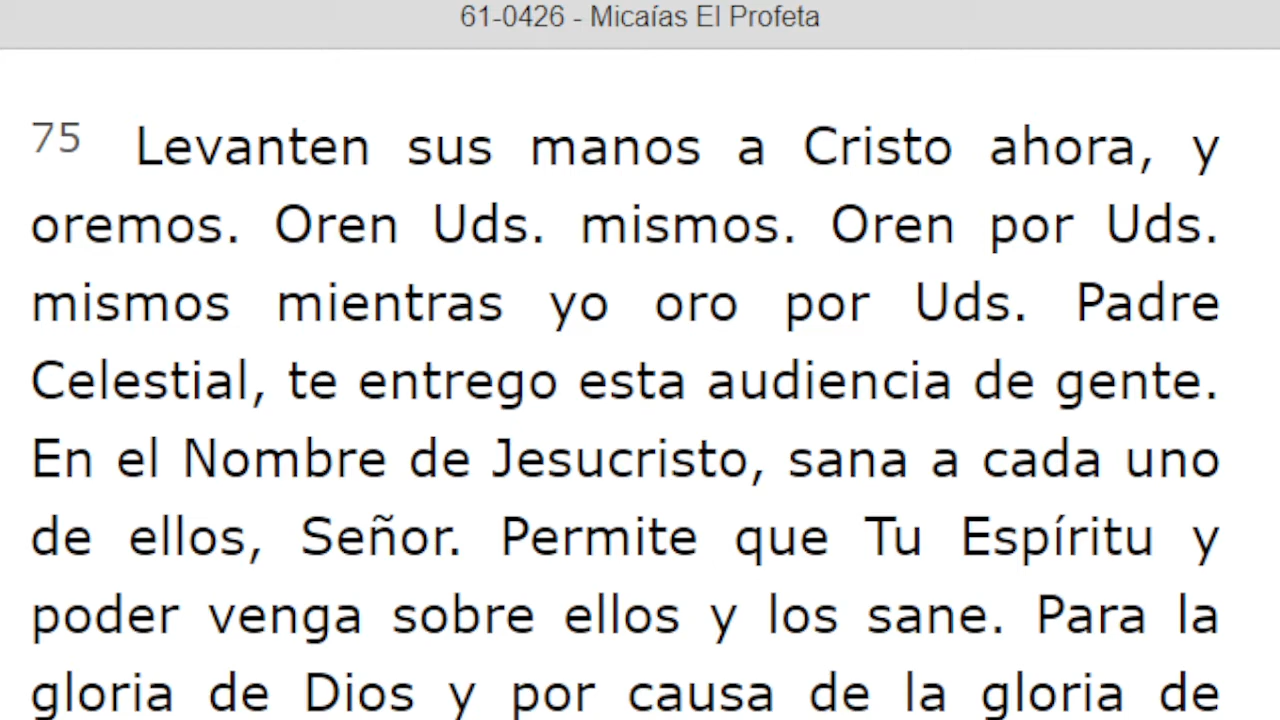 61-0426 - Micaías El Profeta
75 Levanten sus manos a Cristo ahora, y
oremos. Oren Uds. mismos. Oren por Uds.
mismos mientras yo oro por Uds. Padre
Celestial, te entrego esta audiencia de gente.
En el Nombre de Jesucristo, sana a cada uno
de ellos, Señor. Permite que Tu Espíritu y
poder venga sobre ellos y los sane. Para la
gloria de Dios y por causa de la gloria de